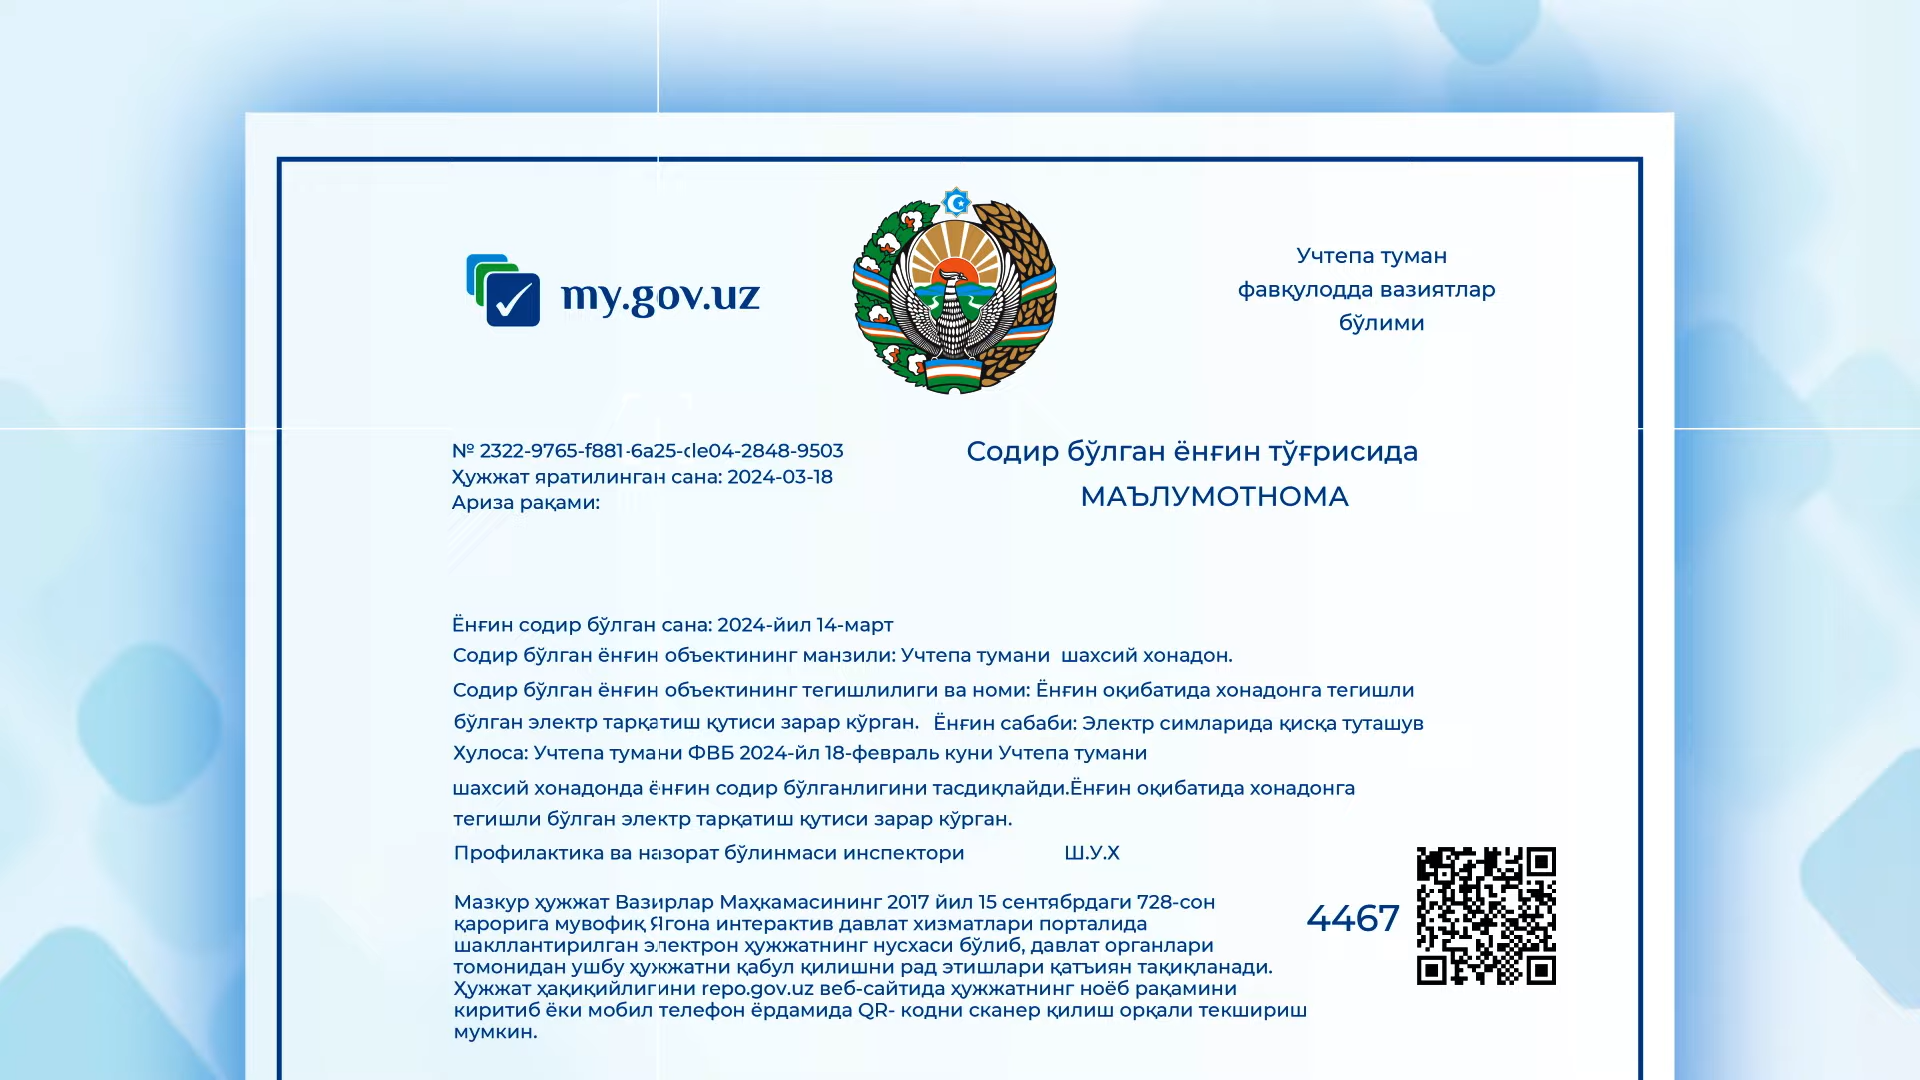 my.gov.uz
Учтепа туман
фавқулодда вазиятлар
бўлими
№ 2322-9765-f881-6a25-cle04-2848-9503
Ҳужжат яратилинган сана: 2024-03-18
Ариза рақами:
Содир бўлган ёнғин тўғрисида
МАЪЛУМОТНОМА
Ёнғин содир бўлган сана: 2024-йил 14-март
Содир бўлган ёнғин объектининг манзили: Учтепа тумани шахсий хонадон.
Содир бўлган ёнғин объектининг тегишлилиги ва номи: Ёнғин оқибатида хонадонга тегишли
бўлган электр тарқатиш қутиси зарар кўрган. Ёнғин сабаби: Электр симларида қисқа туташув
Хулоса: Учтепа тумани ФВБ 2024-йл 18-февраль куни Учтепа тумани
шахсий хонадонда ёнғин содир бўлганлигини тасдиқлайди.Ёнғин оқибатида хонадонга
тегишли бўлган электр тарқатиш қутиси зарар кўрган.
Профилактика ва назорат бўлинмаси инспектори Ш.У.Х
Мазкур ҳужжат Вазирлар Маҳкамасининг 2017 йил 15 сентябрдаги 728-сон
қарорига мувофиқ Ягона интерактив давлат хизматлари порталида
шакллантирилган электрон ҳужжатнинг нусхаси бўлиб, давлат органлари
томонидан ушбу ҳужжатни қабул қилишни рад этишлари қатъиян тақиқланади.
Ҳужжат ҳақиқийлигини repo.gov.uz веб-сайтида ҳужжатнинг ноёб рақамини
киритиб ёки мобил телефон ёрдамида QR- кодни сканер қилиш орқали текшириш
мумкин.
4467